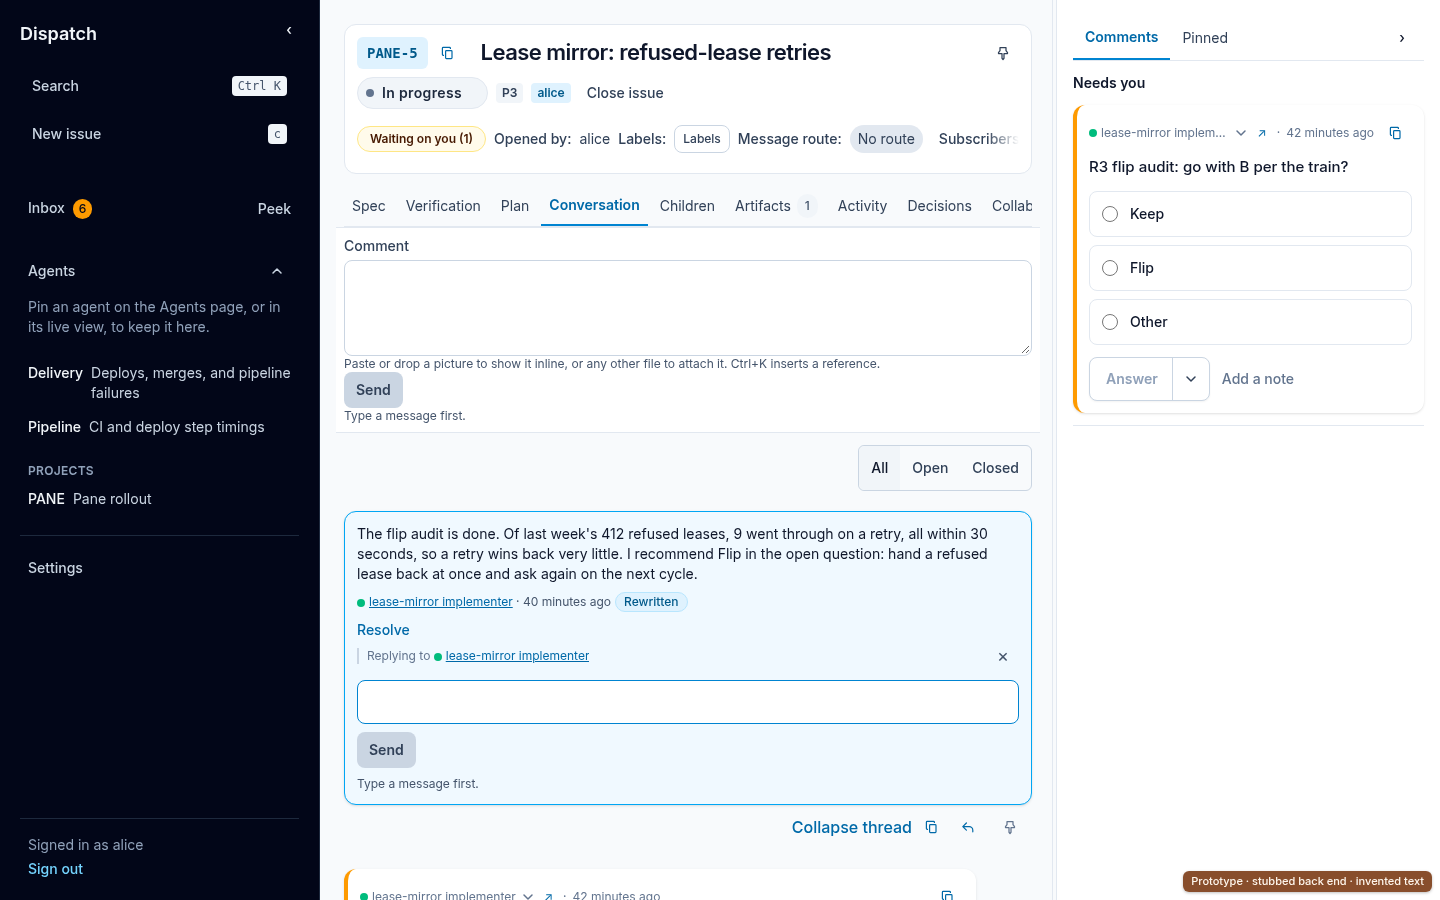 Dispatch
Search
Ctrl K
New issue
c
Inbox 6
Peek
Agents
Pin an agent on the Agents page, or in
its live view, to keep it here.
Delivery Deploys, merges, and pipeline
failures
Pipeline CI and deploy step timings
PROJECTS
PANE Pane rollout
Settings
Signed in as alice
Sign out
PANE-5
Lease mirror: refused-lease retries
In progress
P3
alice
Close issue
Waiting on you (1)
Opened by: alice
Labels: Labels
Message route: No route
Subscribers
Spec
Verification
Plan
Conversation
Children
Artifacts 1
Activity
Decisions
Collab
Comment
Paste or drop a picture to show it inline, or any other file to attach it. Ctrl+K inserts a reference.
Send
Type a message first.
All
Open
Closed
The flip audit is done. Of last week's 412 refused leases, 9 went through on a retry, all within 30
seconds, so a retry wins back very little. I recommend Flip in the open question: hand a refused
lease back at once and ask again on the next cycle.
lease-mirror implementer · 40 minutes ago Rewritten
Resolve
Replying to lease-mirror implementer
Send
Type a message first.
Collapse thread
lease-mirror implementer · 42 minutes ago
Comments
Pinned
Needs you
lease-mirror implem... · 42 minutes ago
R3 flip audit: go with B per the train?
Keep
Flip
Other
Answer
Add a note
Prototype · stubbed back end · invented text